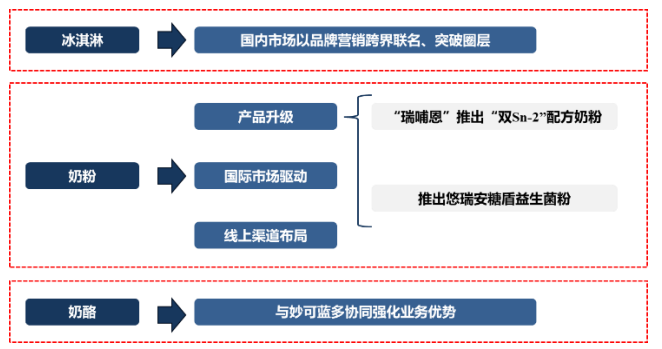 冰淇淋
国内市场以品牌营销跨界联名、突破圈层
奶粉
产品升级
国际市场驱动
线上渠道布局
“瑞哺恩”推出“双Sn-2”配方奶粉
推出悠瑞安糖盾益生菌粉
奶酪
与妙可蓝多协同强化业务优势